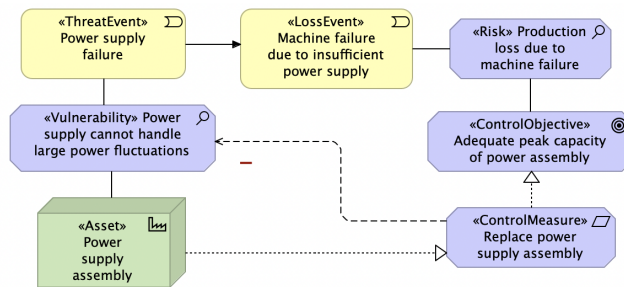 «ThreatEvent»
Power supply
failure
«LossEvent»
Machine failure
due to insufficient
power supply
«Risk» Production
loss due to
machine failure
«Vulnerability» Power
supply cannot handle
large power fluctuations
«ControlObjective»
Adequate peak capacity
of power assembly
«Asset»
Power
supply
assembly
«ControlMeasure»
Replace power
supply assembly